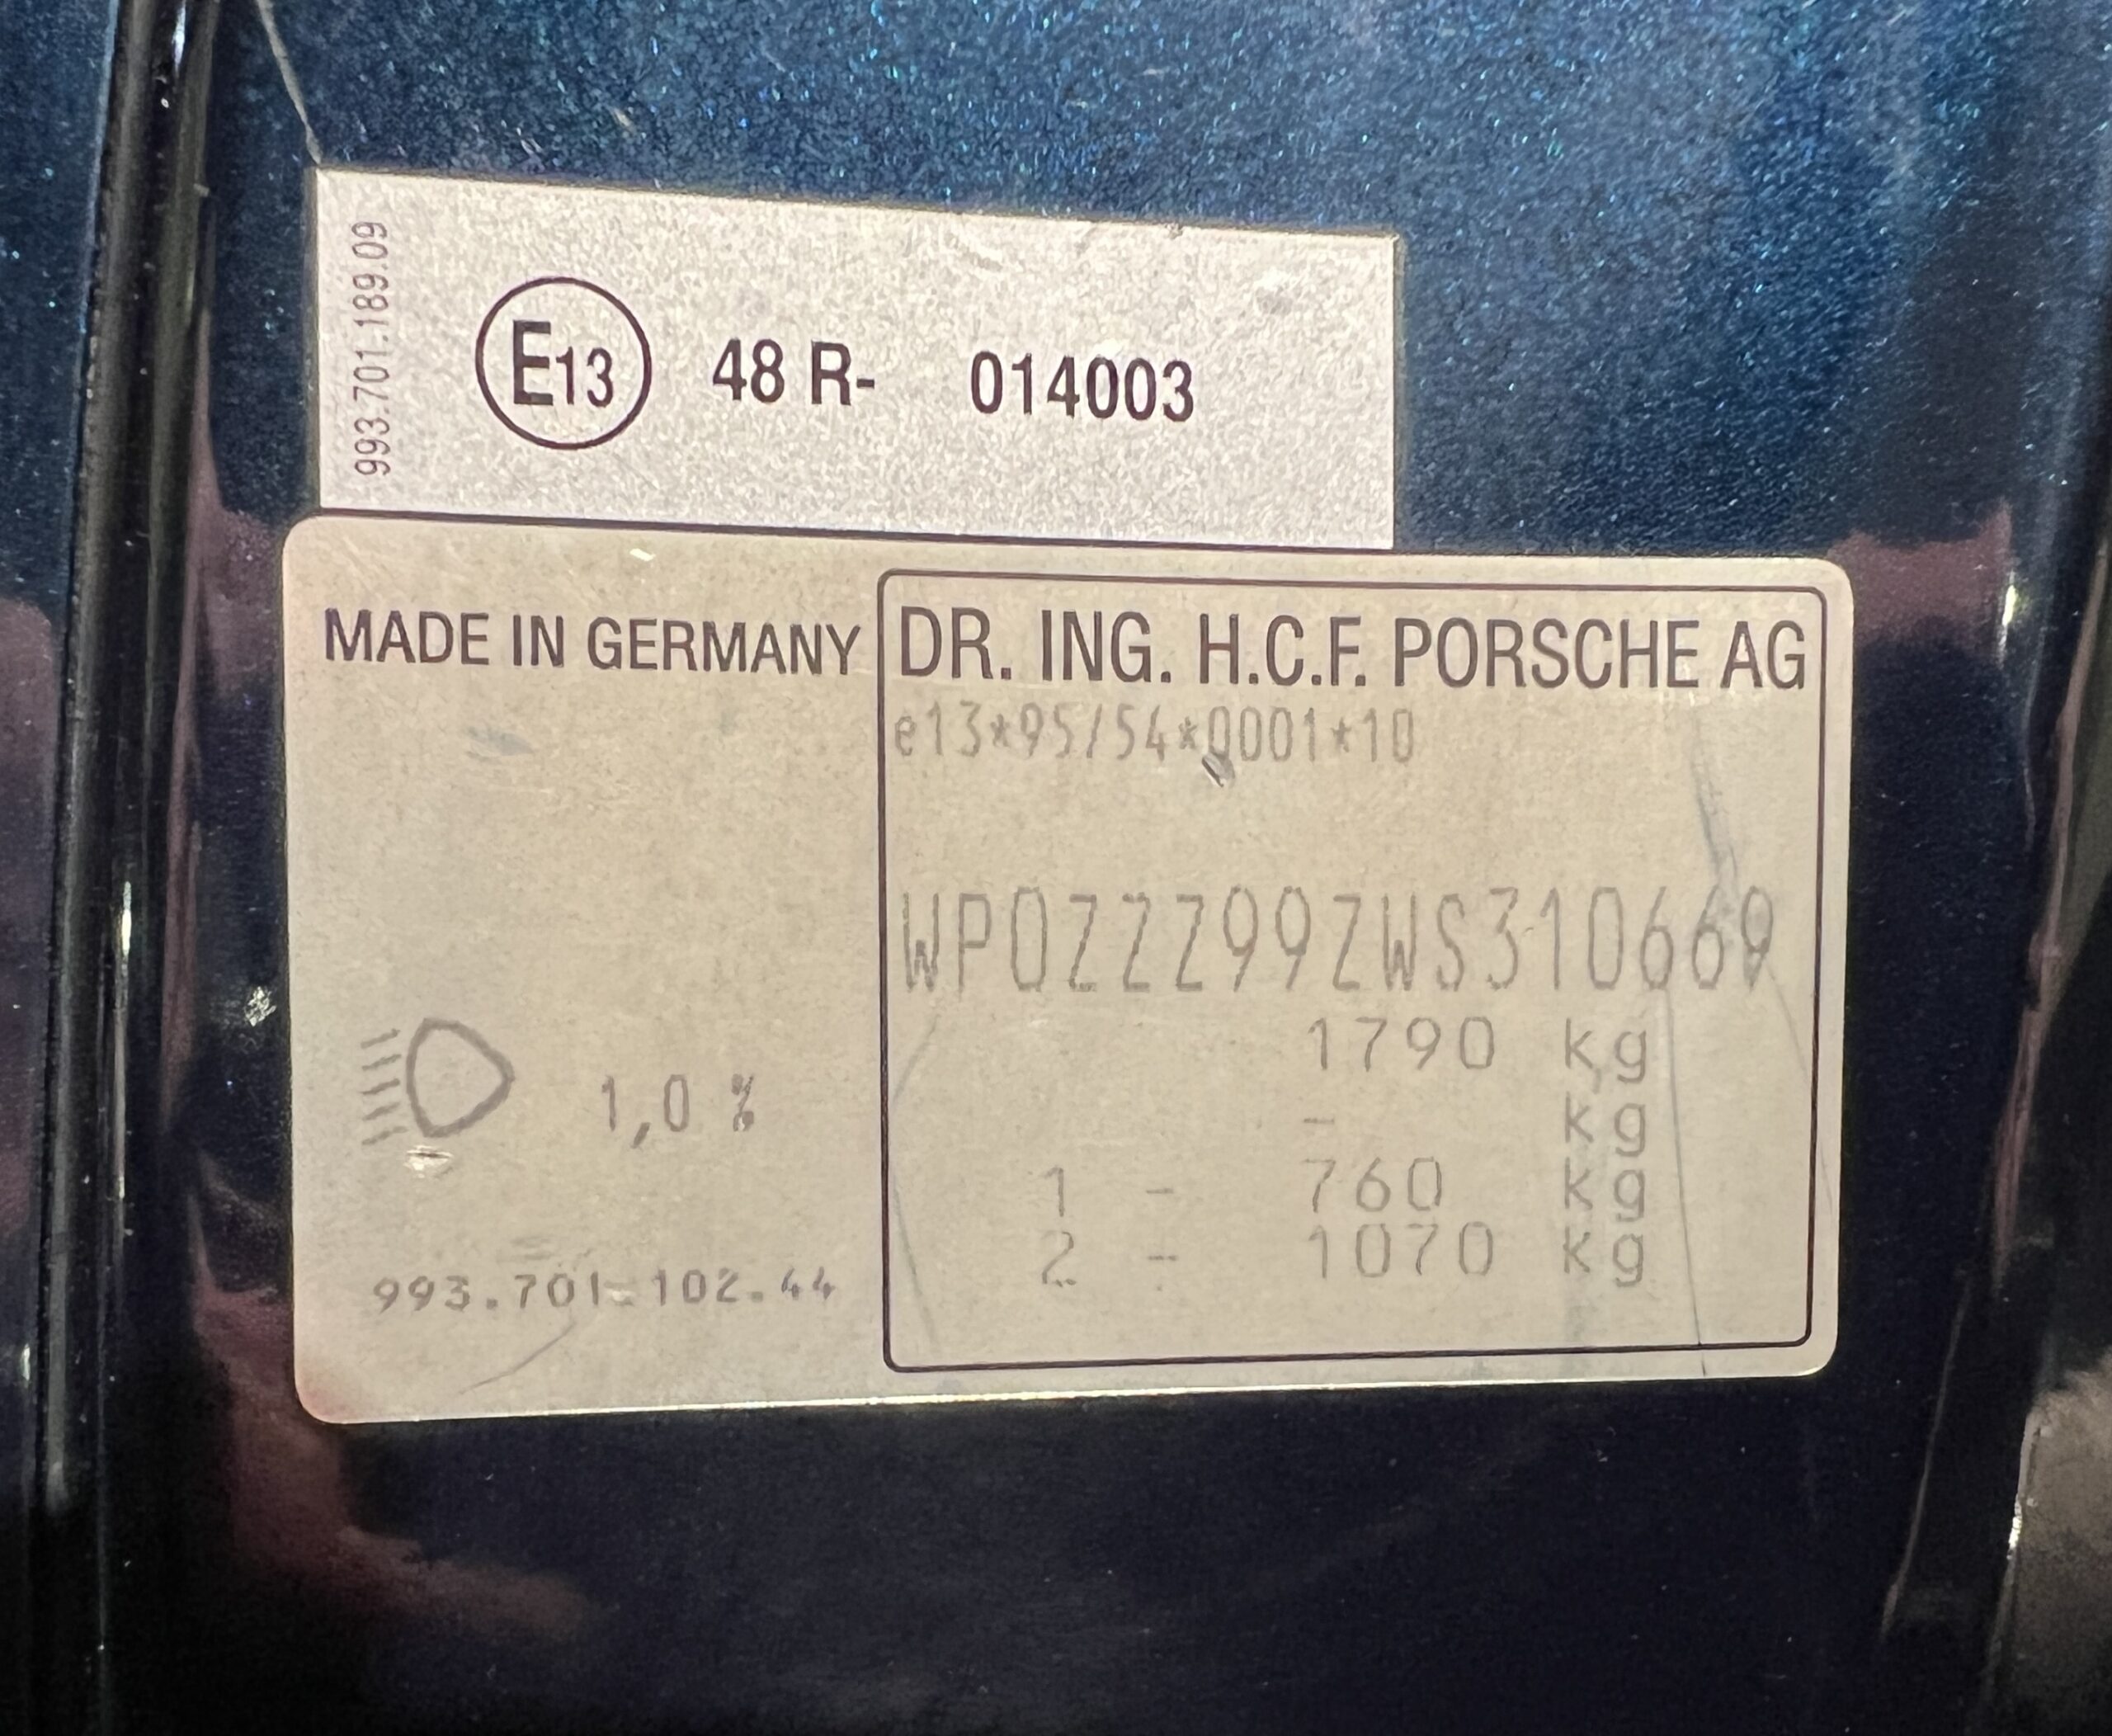 993.701.189.09
E13 48 R- 014003
MADE IN GERMANY
DR. ING. H.C.F. PORSCHE AG
e13*95/54*0001*10
WP0ZZZ99ZWS310669
1790 kg
- kg
1 - 760 kg
2 - 1070 kg
1,0 %
993.701.102.44